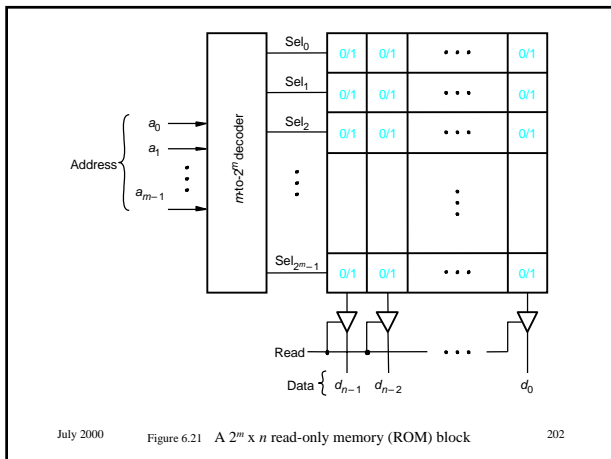 Sel₀ 0/1 0/1 • • • 0/1
Sel₁ 0/1 0/1 • • • 0/1
a₀ Sel₂ 0/1 0/1 • • • 0/1
a₁
Address
m-to-2ᵐ decoder
aₘ₋₁
Sel₂ᵐ₋₁ 0/1 0/1 • • • 0/1
Read • • •
Data { dₙ₋₁ dₙ₋₂ d₀
July 2000 Figure 6.21 A 2ᵐ x n read-only memory (ROM) block 202